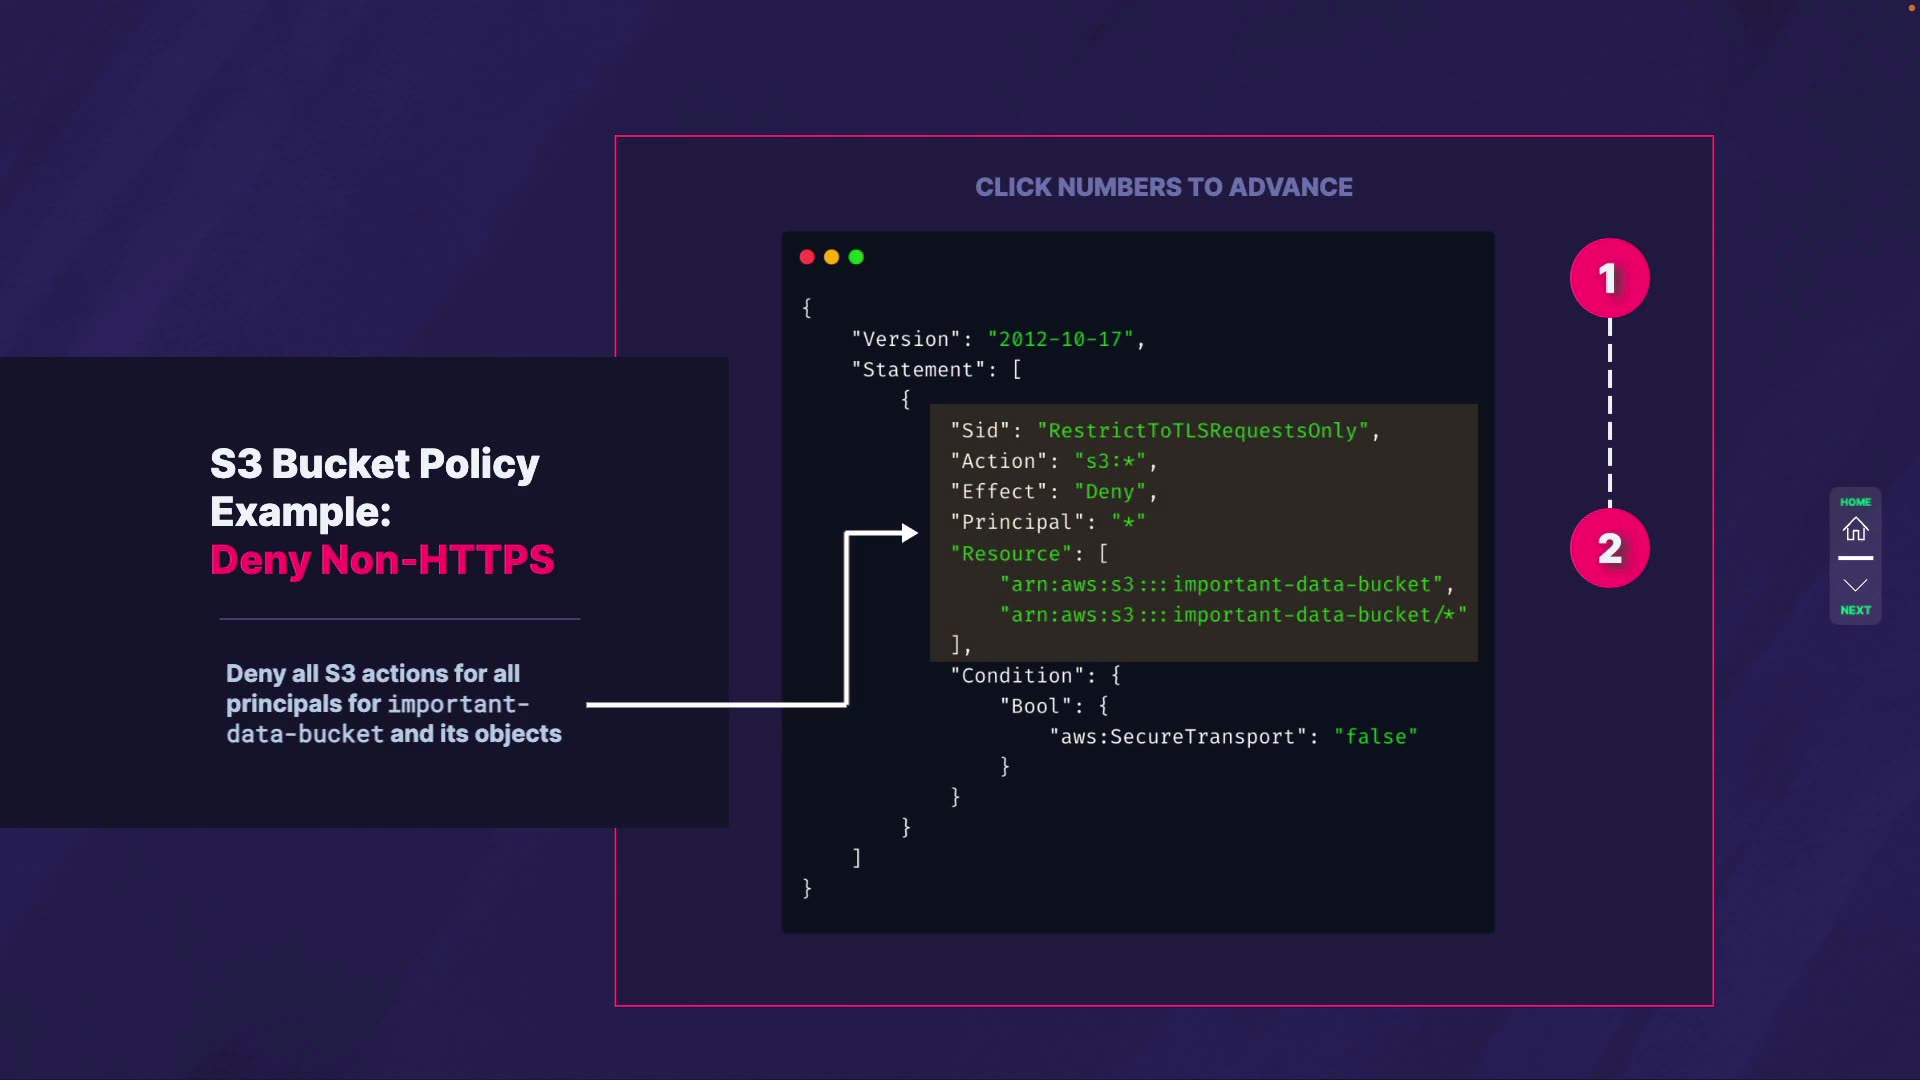 CLICK NUMBERS TO ADVANCE
S3 Bucket Policy
Example:
Deny Non-HTTPS
Deny all S3 actions for all
principals for important-
data-bucket and its objects
{
    "Version": "2012-10-17",
    "Statement": [
        {
            "Sid": "RestrictToTLSRequestsOnly",
            "Action": "s3:*",
            "Effect": "Deny",
            "Principal": "*"
            "Resource": [
                "arn:aws:s3:::important-data-bucket",
                "arn:aws:s3:::important-data-bucket/*"
            ],
            "Condition": {
                "Bool": {
                    "aws:SecureTransport": "false"
                }
            }
        }
    ]
}
1
2
HOME
NEXT